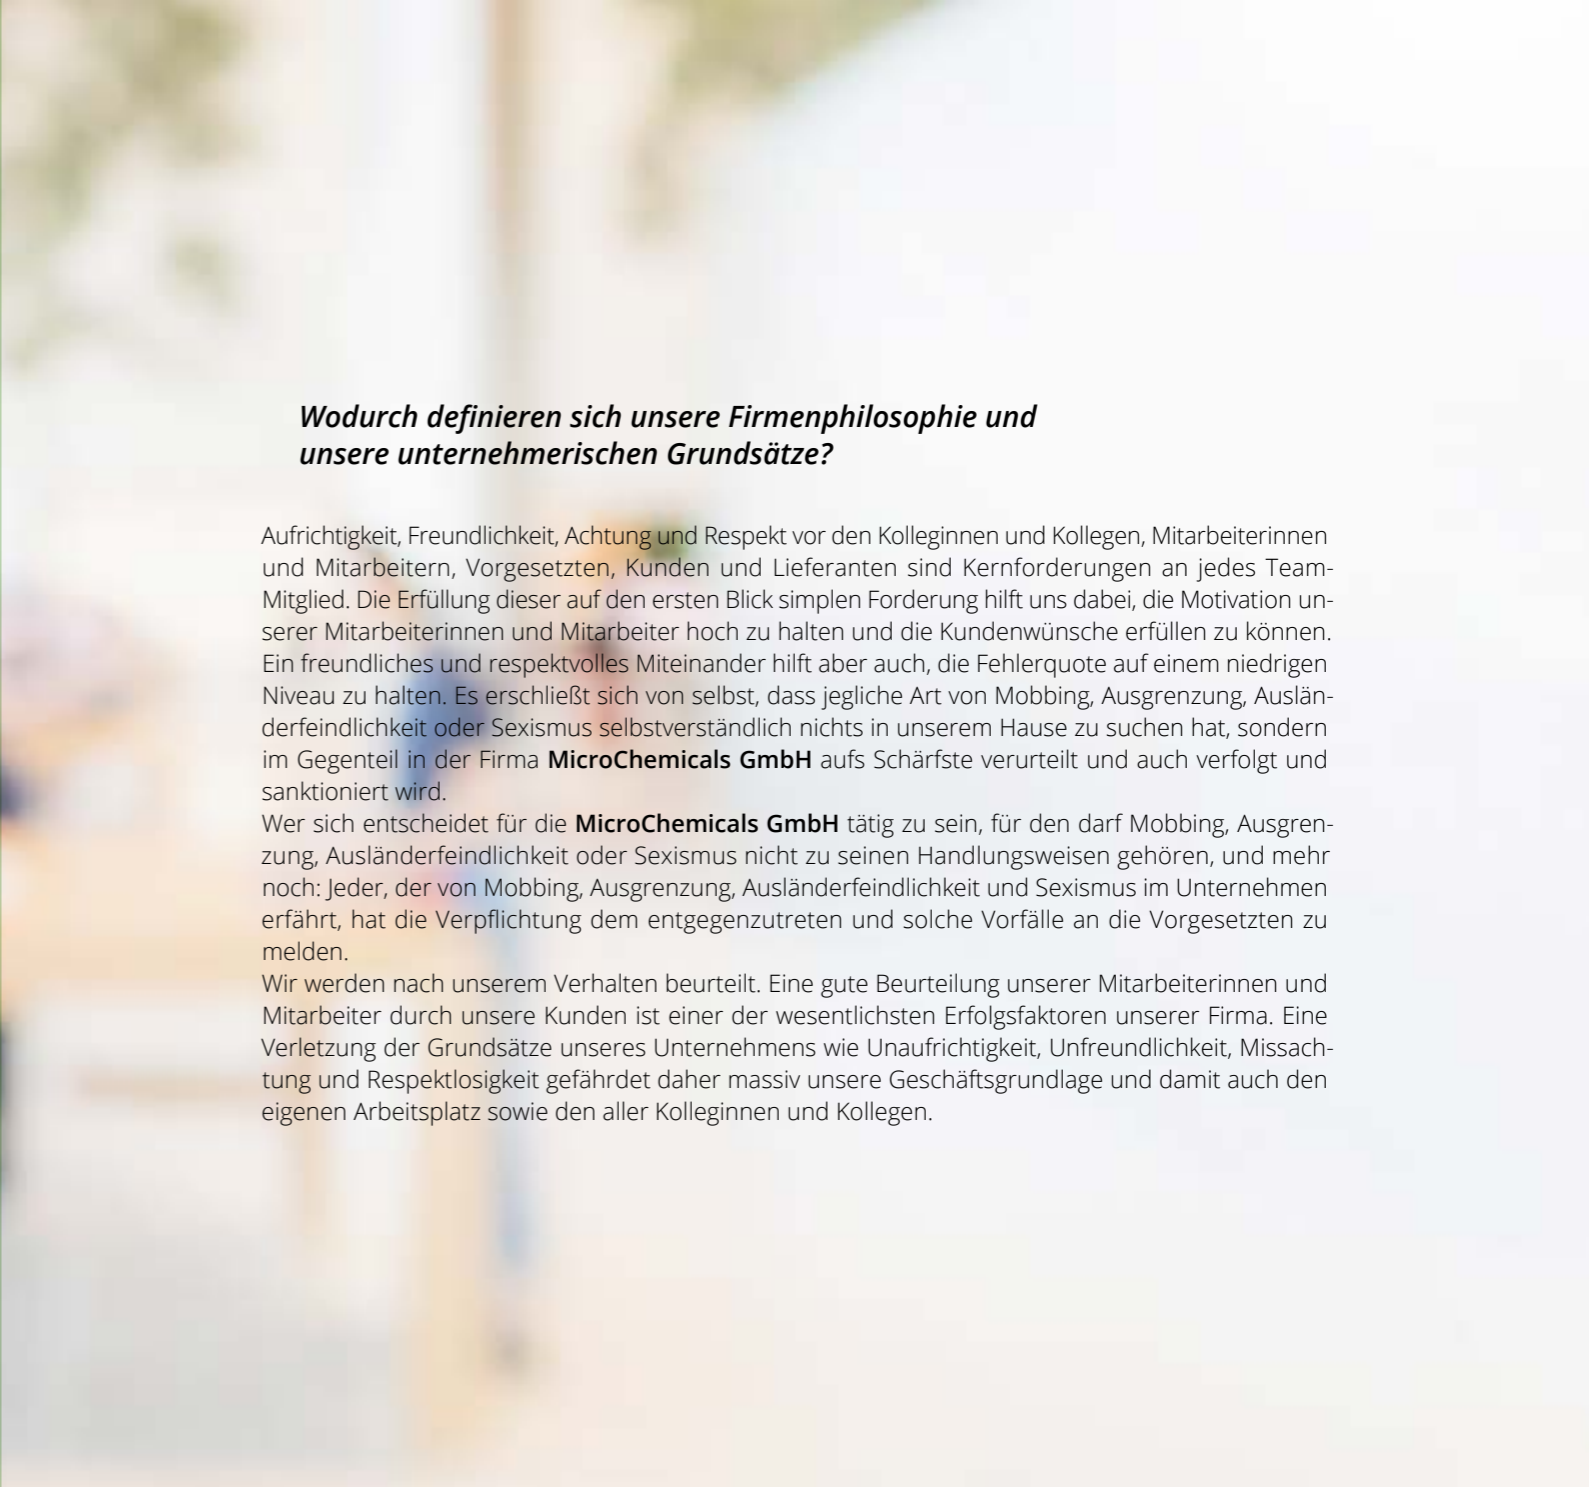 Wodurch definieren sich unsere Firmenphilosophie und
unsere unternehmerischen Grundsätze?
Aufrichtigkeit, Freundlichkeit, Achtung und Respekt vor den Kolleginnen und Kollegen, Mitarbeiterinnen
und Mitarbeitern, Vorgesetzten, Kunden und Lieferanten sind Kernforderungen an jedes Team-
Mitglied. Die Erfüllung dieser auf den ersten Blick simplen Forderung hilft uns dabei, die Motivation un-
serer Mitarbeiterinnen und Mitarbeiter hoch zu halten und die Kundenwünsche erfüllen zu können.
Ein freundliches und respektvolles Miteinander hilft aber auch, die Fehlerquote auf einem niedrigen
Niveau zu halten. Es erschließt sich von selbst, dass jegliche Art von Mobbing, Ausgrenzung, Auslän-
derfeindlichkeit oder Sexismus selbstverständlich nichts in unserem Hause zu suchen hat, sondern
im Gegenteil in der Firma MicroChemicals GmbH aufs Schärfste verurteilt und auch verfolgt und
sanktioniert wird.
Wer sich entscheidet für die MicroChemicals GmbH tätig zu sein, für den darf Mobbing, Ausgren-
zung, Ausländerfeindlichkeit oder Sexismus nicht zu seinen Handlungsweisen gehören, und mehr
noch: Jeder, der von Mobbing, Ausgrenzung, Ausländerfeindlichkeit und Sexismus im Unternehmen
erfährt, hat die Verpflichtung dem entgegenzutreten und solche Vorfälle an die Vorgesetzten zu
melden.
Wir werden nach unserem Verhalten beurteilt. Eine gute Beurteilung unserer Mitarbeiterinnen und
Mitarbeiter durch unsere Kunden ist einer der wesentlichsten Erfolgsfaktoren unserer Firma. Eine
Verletzung der Grundsätze unseres Unternehmens wie Unaufrichtigkeit, Unfreundlichkeit, Missach-
tung und Respektlosigkeit gefährdet daher massiv unsere Geschäftsgrundlage und damit auch den
eigenen Arbeitsplatz sowie den aller Kolleginnen und Kollegen.